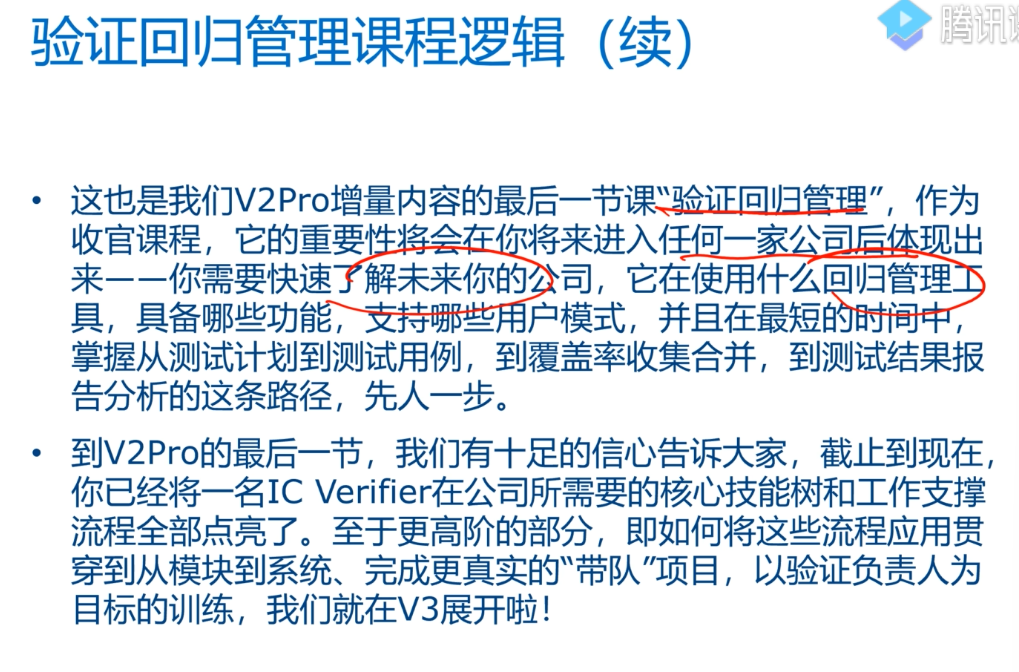 验证回归管理课程逻辑（续）
腾讯课
• 这也是我们V2Pro增量内容的最后一节课“验证回归管理”，作为
收官课程，它的重要性将会在你将来进入任何一家公司后体现出
来——你需要快速了解未来你的公司，它在使用什么回归管理工
具，具备哪些功能，支持哪些用户模式，并且在最短的时间中，
掌握从测试计划到测试用例，到覆盖率收集合并，到测试结果报
告分析的这条路径，先人一步。
• 到V2Pro的最后一节，我们有十足的信心告诉大家，截止到现在，
你已经将一名IC Verifier在公司所需要的核心技能树和工作支撑
流程全部点亮了。至于更高阶的部分，即如何将这些流程应用贯
穿到从模块到系统、完成更真实的“带队”项目，以验证负责人为
目标的训练，我们就在V3展开啦！